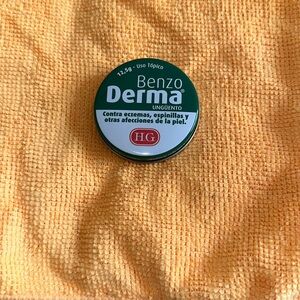 12,5g - Uso Tópico
Benzo
Derma®
UNGÜENTO
Contra eczemas, espinillas y
otras afecciones de la piel.
HG